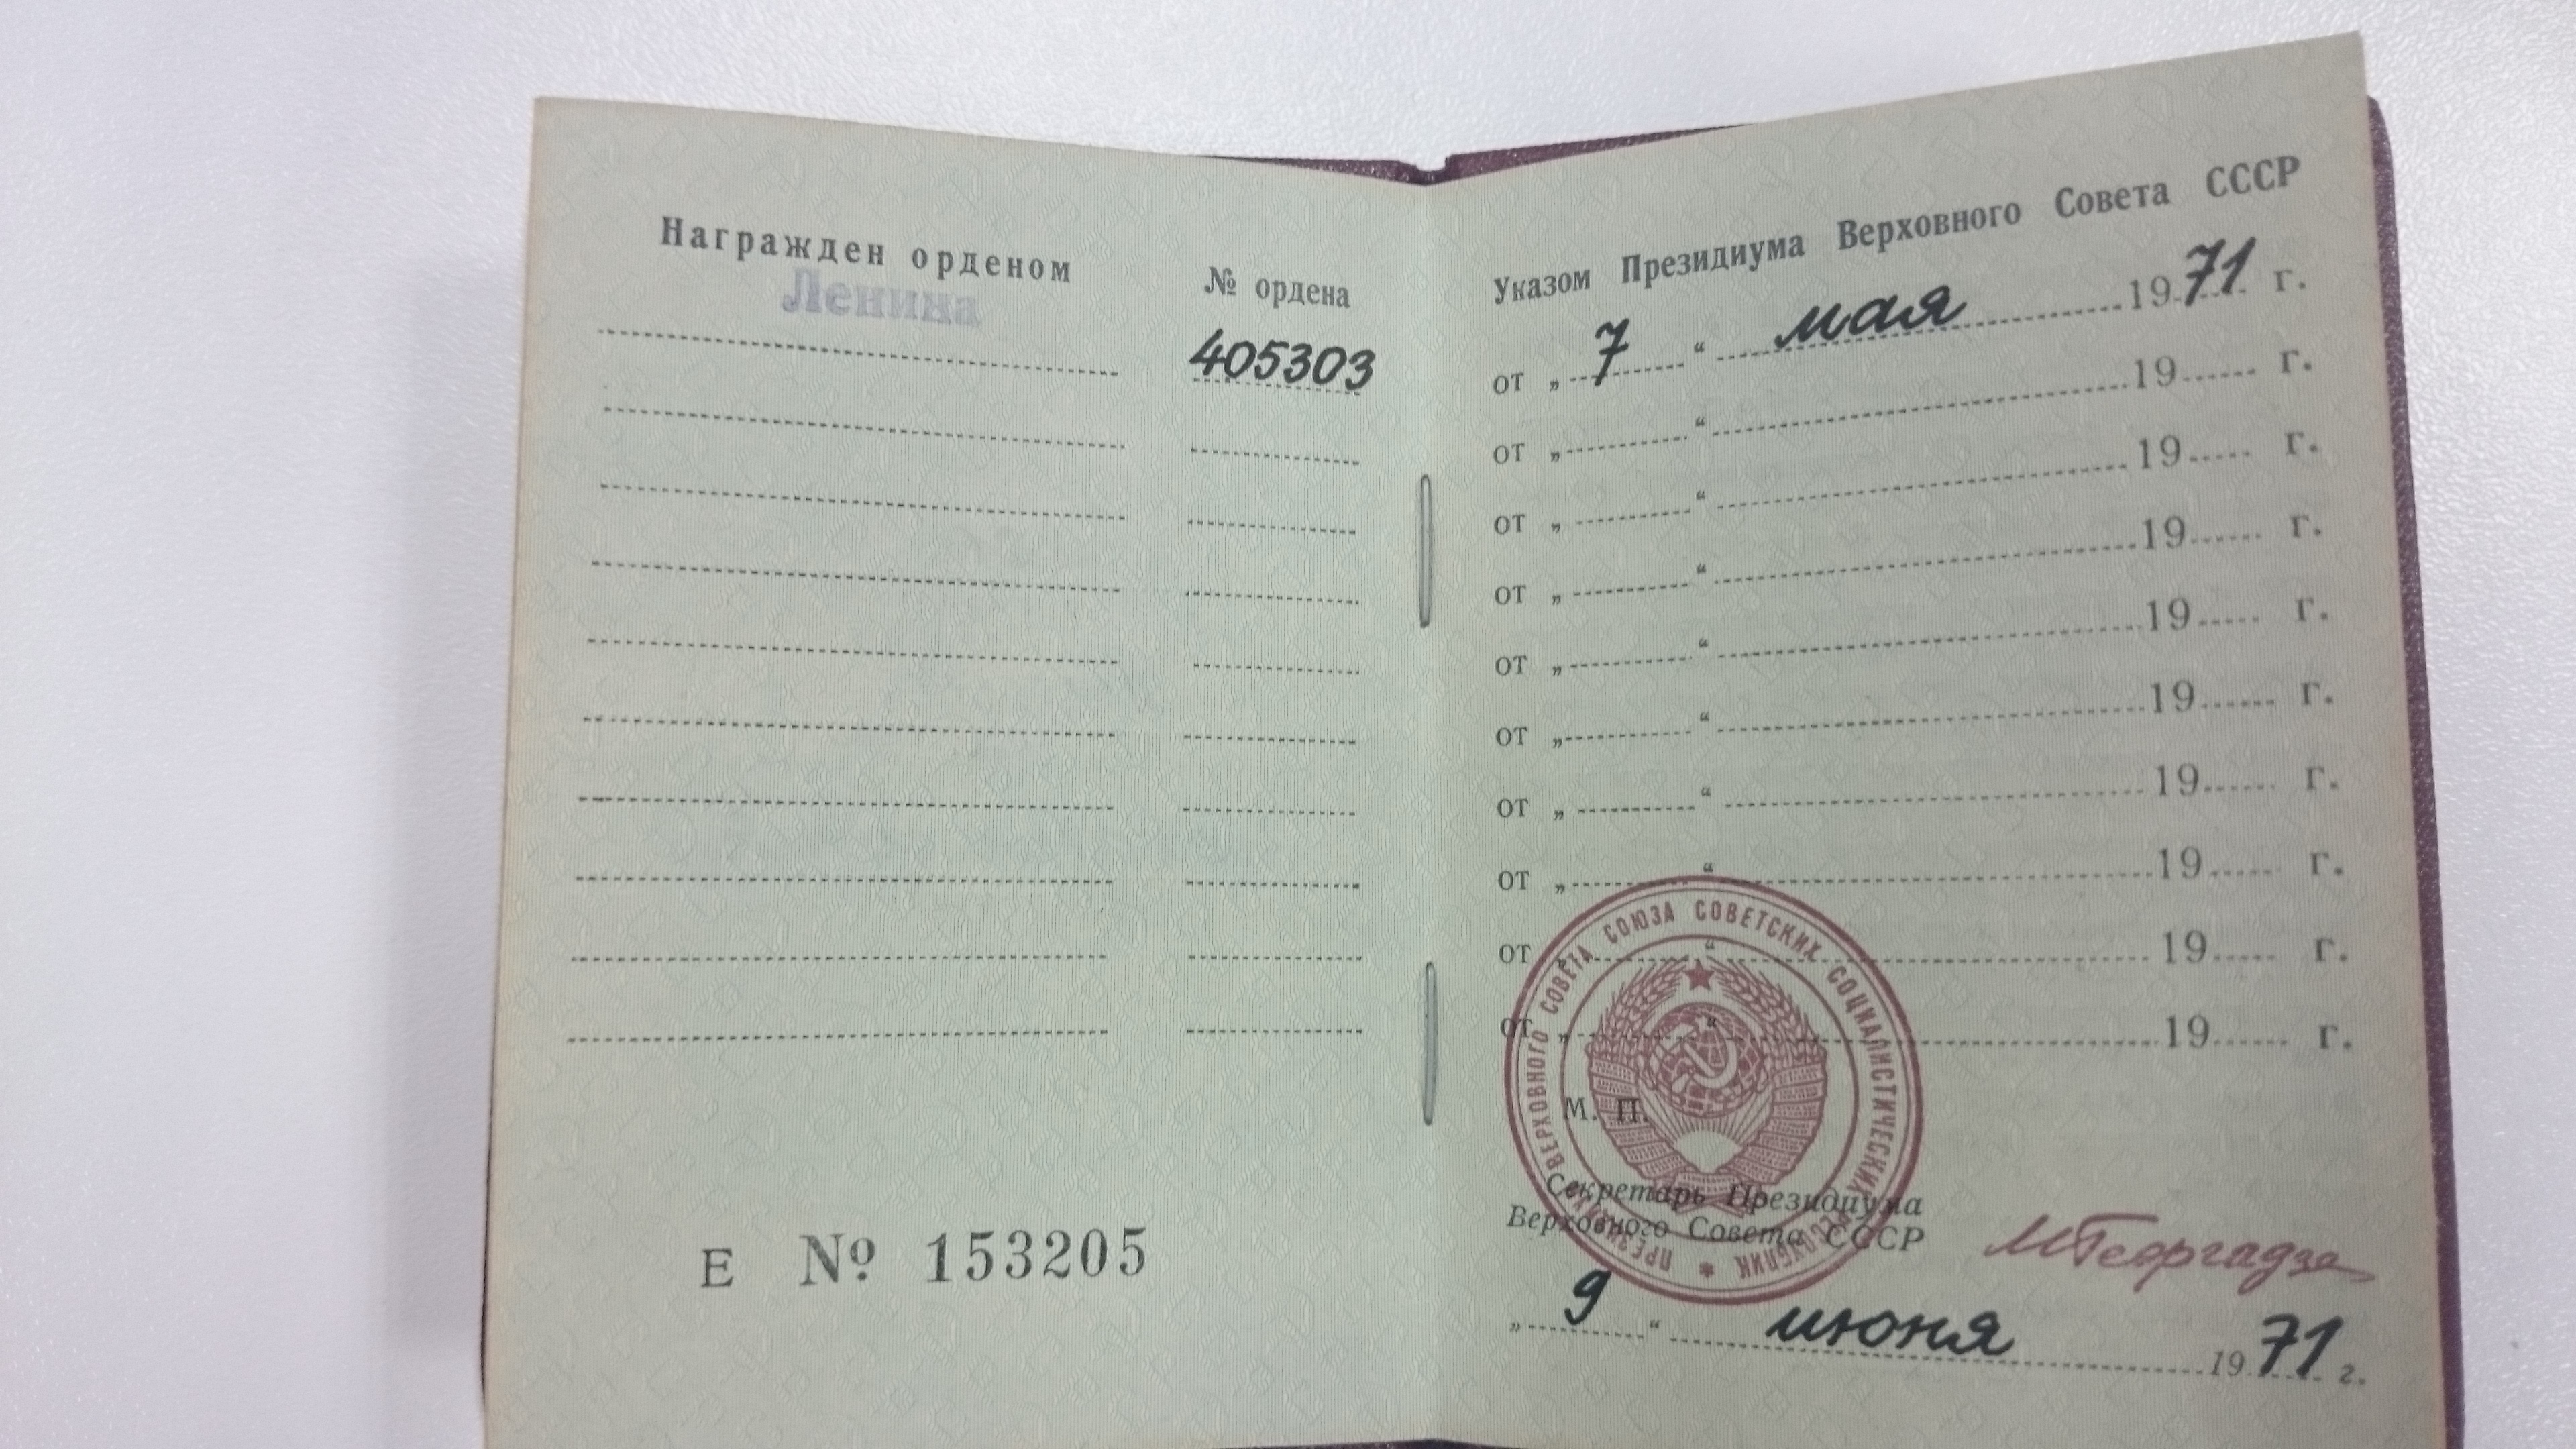 Награжден орденом
Ленина
№ ордена
405303
Е № 153205
Указом Президиума Верховного Совета СССР
от „ 7 “ мая 1971 г.
от „ “ 19 г.
от „ “ 19 г.
от „ “ 19 г.
от „ “ 19 г.
от „ “ 19 г.
от „ “ 19 г.
от „ “ 19 г.
от „ “ 19 г.
от „ “ 19 г.
ПРЕЗИДИУМ ВЕРХОВНОГО СОВЕТА СОЮЗА СОВЕТСКИХ СОЦИАЛИСТИЧЕСКИХ РЕСПУБЛИК *
М. П.
Секретарь Президиума
Верховного Совета СССР
МГеоргадзе
„ 9 “ июня 1971 г.